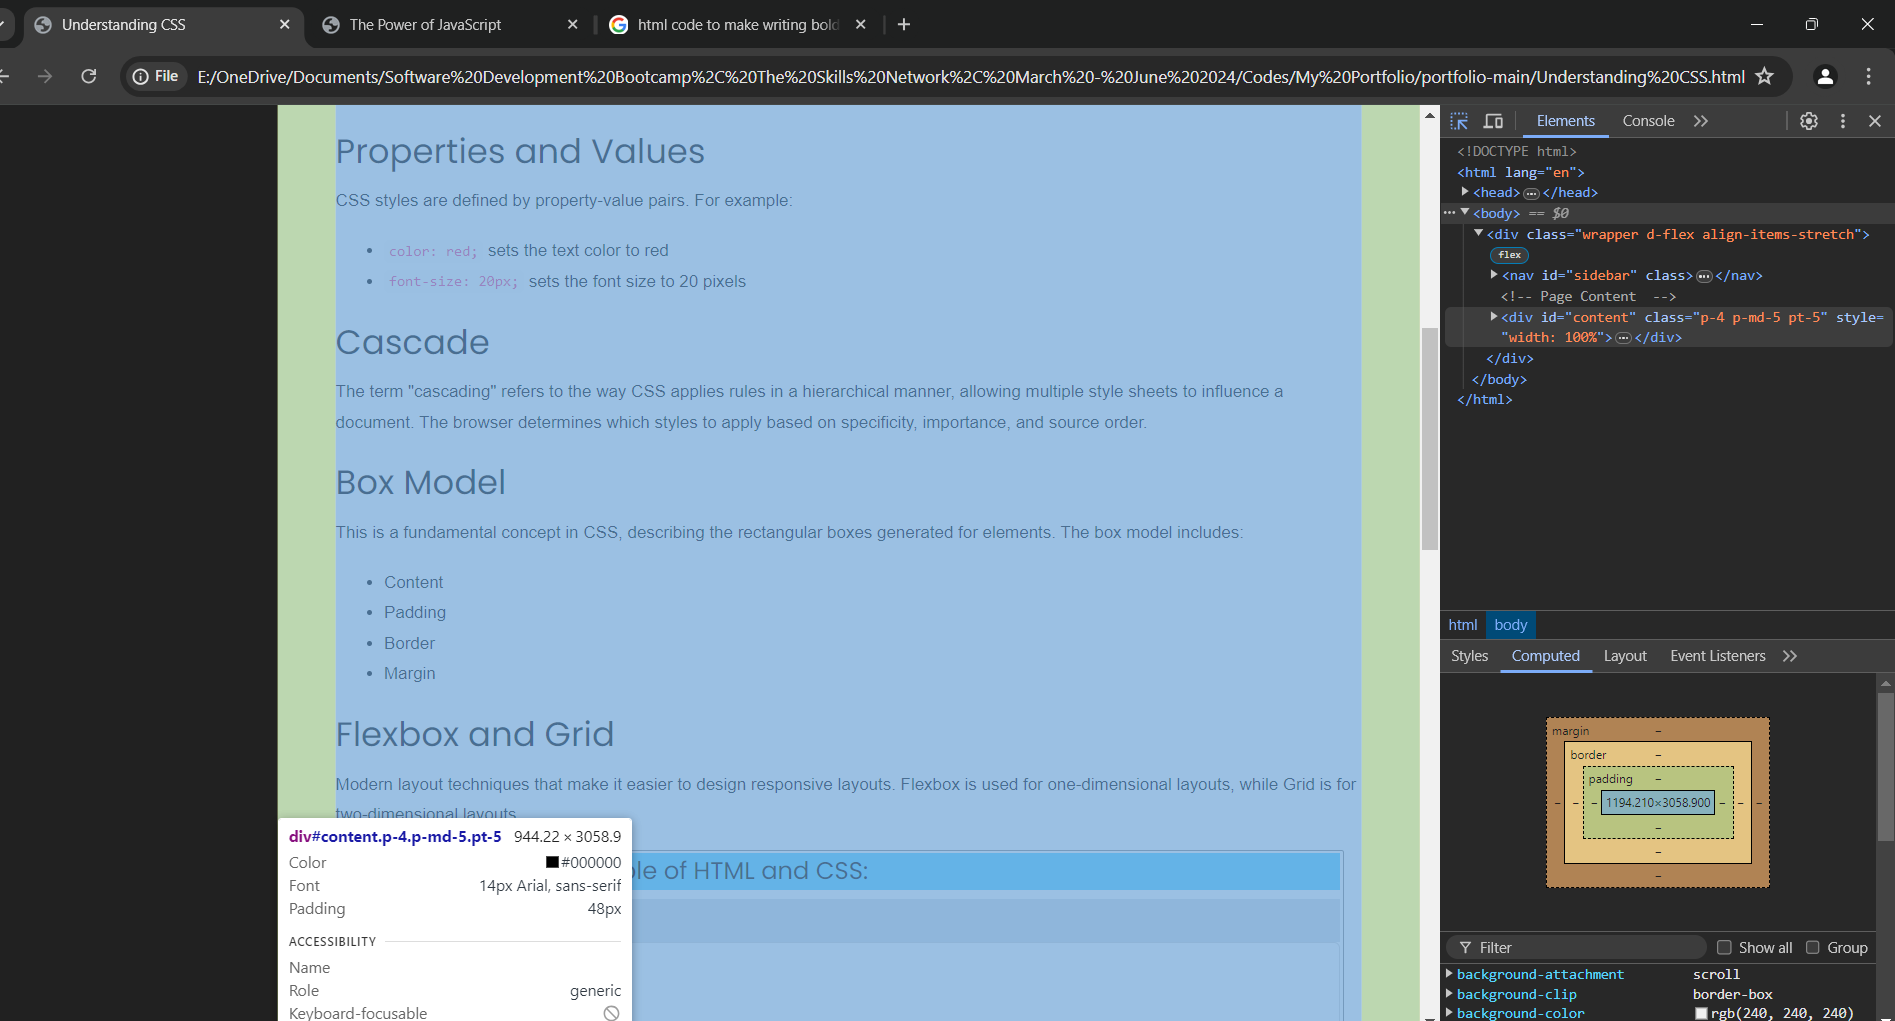 Understanding CSS
The Power of JavaScript
html code to make writing bold
File
E:/OneDrive/Documents/Software%20Development%20Bootcamp%2C%20The%20Skills%20Network%2C%20March%20-%20June%202024/Codes/My%20Portfolio/portfolio-main/Understanding%20CSS.html
Properties and Values
CSS styles are defined by property-value pairs. For example:
• color: red; sets the text color to red
• font-size: 20px; sets the font size to 20 pixels
Cascade
The term "cascading" refers to the way CSS applies rules in a hierarchical manner, allowing multiple style sheets to influence a
document. The browser determines which styles to apply based on specificity, importance, and source order.
Box Model
This is a fundamental concept in CSS, describing the rectangular boxes generated for elements. The box model includes:
• Content
• Padding
• Border
• Margin
Flexbox and Grid
Modern layout techniques that make it easier to design responsive layouts. Flexbox is used for one-dimensional layouts, while Grid is for
two-dimensional layouts
of HTML and CSS:
div#content.p-4.p-md-5.pt-5 944.22 × 3058.9
Color #000000
Font 14px Arial, sans-serif
Padding 48px
ACCESSIBILITY
Name
Role generic
Keyboard-focusable
Elements Console
<!DOCTYPE html>
<html lang="en">
<head> ... </head>
<body> == $0
<div class="wrapper d-flex align-items-stretch">
flex
<nav id="sidebar" class> ... </nav>
<!-- Page Content -->
<div id="content" class="p-4 p-md-5 pt-5" style=
"width: 100%"> ... </div>
</div>
</body>
</html>
html body
Styles Computed Layout Event Listeners
margin –
border –
padding –
– – – 1194.210×3058.900 – – –
–
–
–
Filter Show all Group
background-attachment scroll
background-clip border-box
background-color rgb(240, 240, 240)